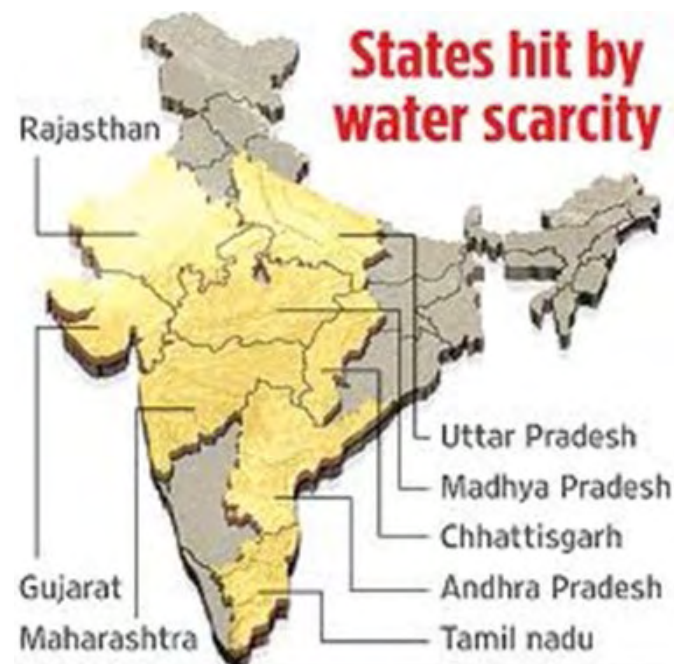 States hit by
water scarcity
Rajasthan
Uttar Pradesh
Madhya Pradesh
Chhattisgarh
Gujarat
Andhra Pradesh
Maharashtra
Tamil nadu